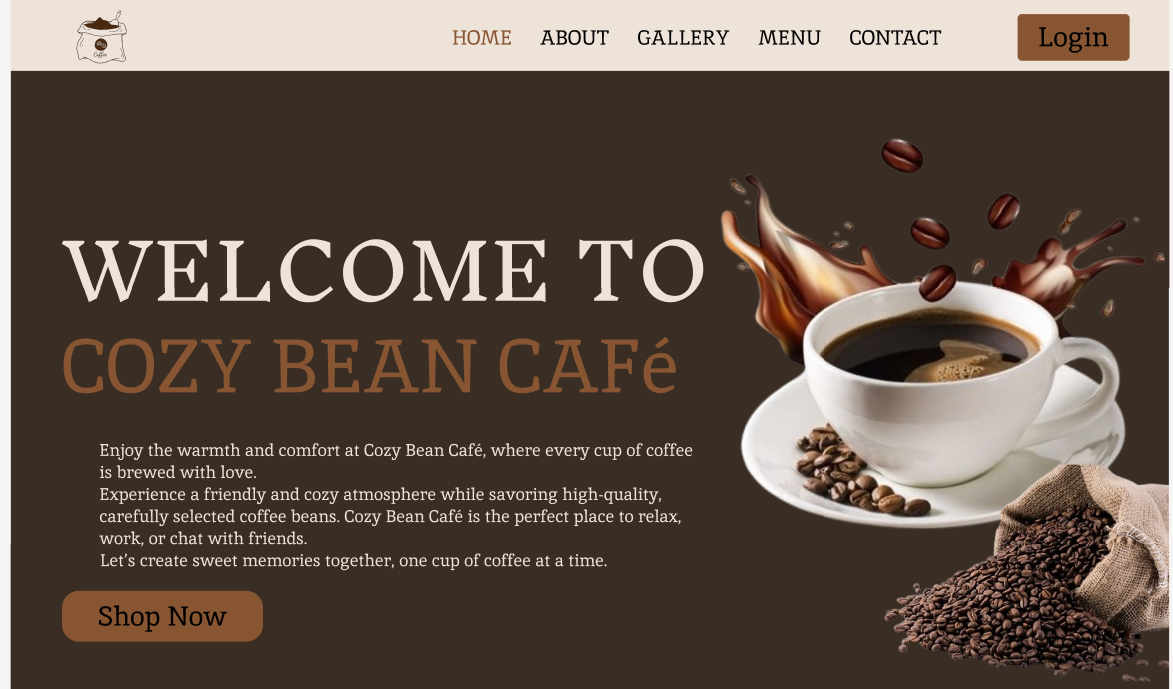 Coffee
HOME ABOUT GALLERY MENU CONTACT
Login
WELCOME TO
COZY BEAN CAFé
Enjoy the warmth and comfort at Cozy Bean Café, where every cup of coffee
is brewed with love.
Experience a friendly and cozy atmosphere while savoring high-quality,
carefully selected coffee beans. Cozy Bean Café is the perfect place to relax,
work, or chat with friends.
Let's create sweet memories together, one cup of coffee at a time.
Shop Now